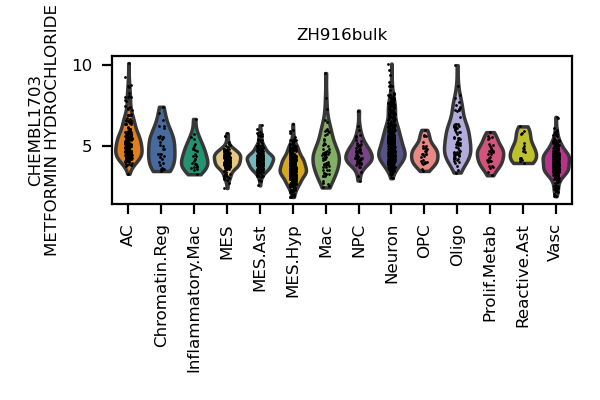 ZH916bulk
CHEMBL1703
METFORMIN HYDROCHLORIDE
10
5
AC
Chromatin.Reg
Inflammatory.Mac
MES
MES.Ast
MES.Hyp
Mac
NPC
Neuron
OPC
Oligo
Prolif.Metab
Reactive.Ast
Vasc